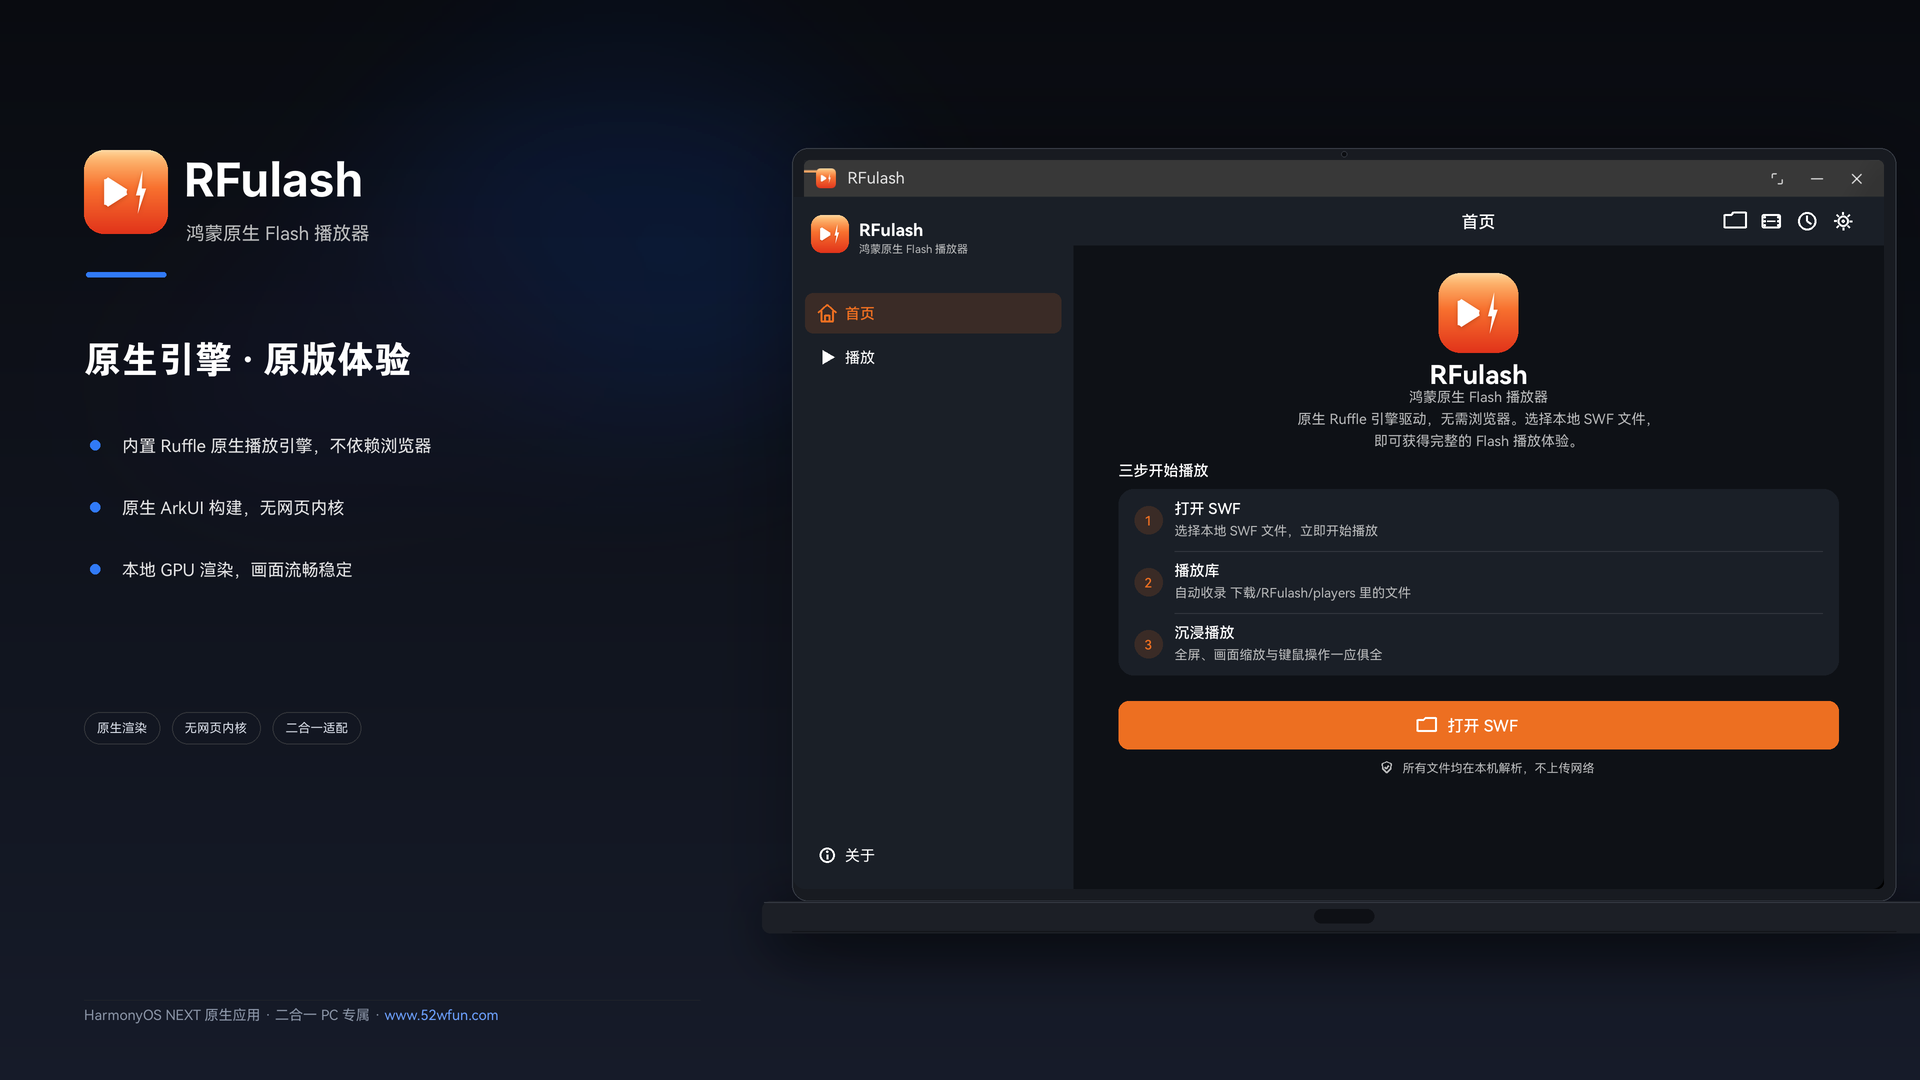 RFulash
鸿蒙原生 Flash 播放器
原生引擎 · 原版体验
内置 Ruffle 原生播放引擎，不依赖浏览器
原生 ArkUI 构建，无网页内核
本地 GPU 渲染，画面流畅稳定
原生渲染
无网页内核
二合一适配
HarmonyOS NEXT 原生应用 · 二合一 PC 专属 · www.52wfun.com
RFulash
RFulash
鸿蒙原生 Flash 播放器
首页
播放
关于
首页
RFulash
鸿蒙原生 Flash 播放器
原生 Ruffle 引擎驱动，无需浏览器。选择本地 SWF 文件，
即可获得完整的 Flash 播放体验。
三步开始播放
1
打开 SWF
选择本地 SWF 文件，立即开始播放
2
播放库
自动收录 下载/RFulash/players 里的文件
3
沉浸播放
全屏、画面缩放与键鼠操作一应俱全
打开 SWF
所有文件均在本机解析，不上传网络